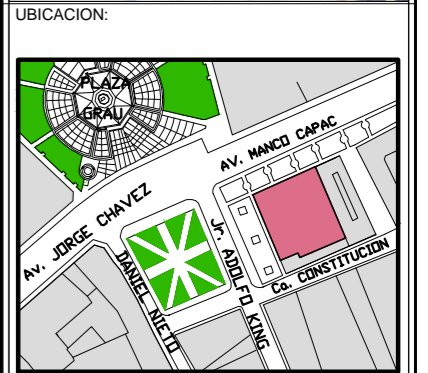 UBICACION:
PLAZA
GRAU
AV. MANCO CAPAC
AV. JORGE CHAVEZ
Jr. ADOLFO KING
DANIEL NIETO
Ca. CONSTITUCION